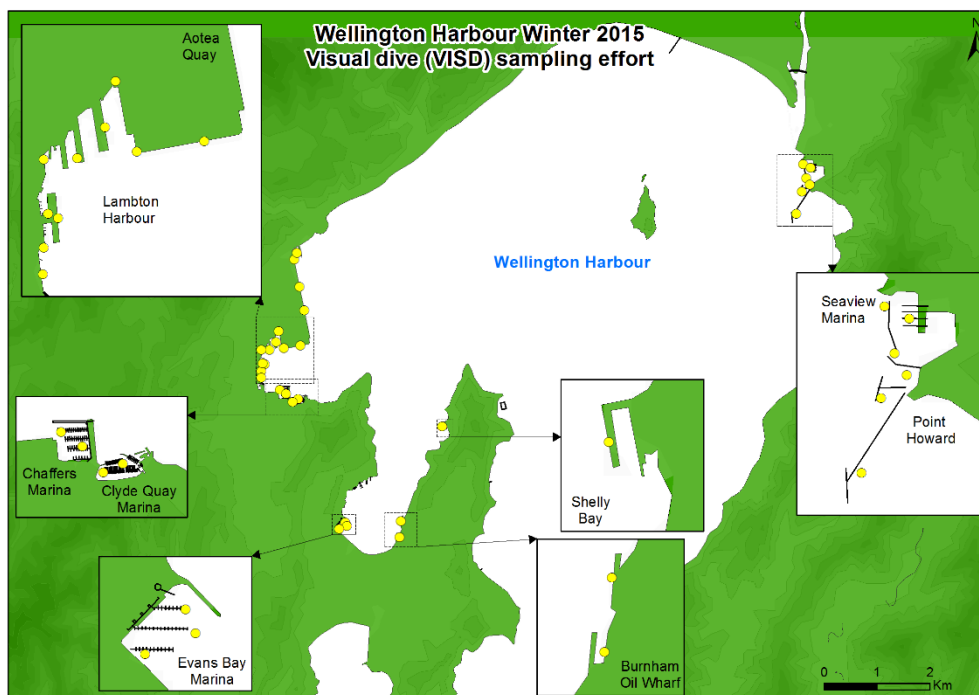 Wellington Harbour Winter 2015
Visual dive (VISD) sampling effort
N
Aotea
Quay
Lambton
Harbour
Wellington Harbour
Seaview
Marina
Point
Howard
Chaffers
Marina
Clyde Quay
Marina
Shelly
Bay
Evans Bay
Marina
Burnham
Oil Wharf
0 1 2
Km